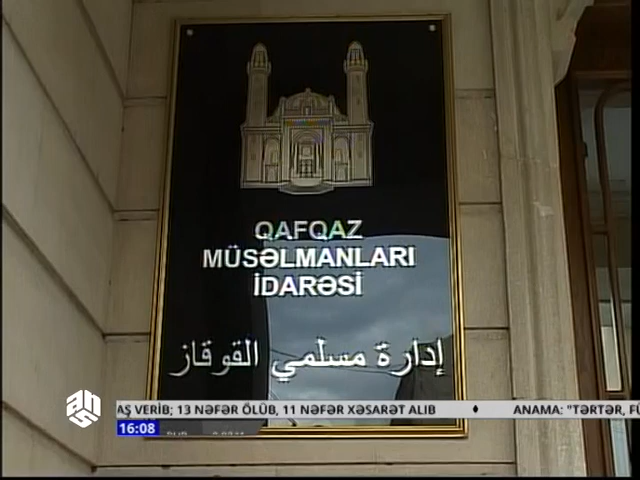 QAFQAZ
MÜSƏLMANLARI
İDARƏSİ
إدارة مسلمي القوقاز
ans
AŞ VERİB; 13 NƏFƏR ÖLÜB, 11 NƏFƏR XƏSARƏT ALIB ♦ ANAMA: "TƏRTƏR, FÜ
16:08